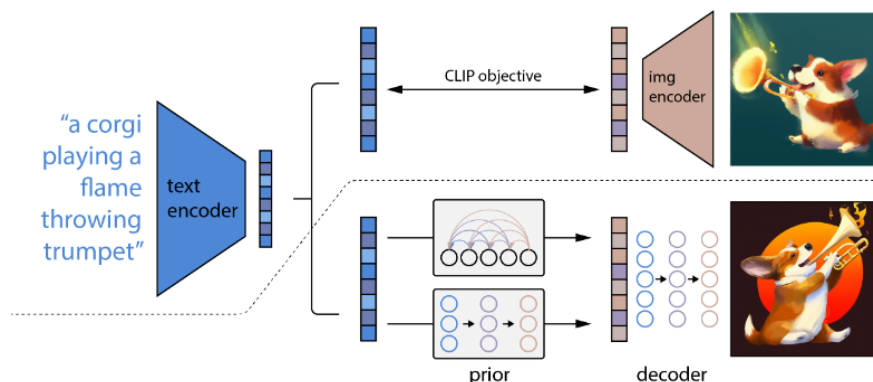 "a corgi
playing a
flame
throwing
trumpet"
text
encoder
CLIP objective
img
encoder
prior
decoder